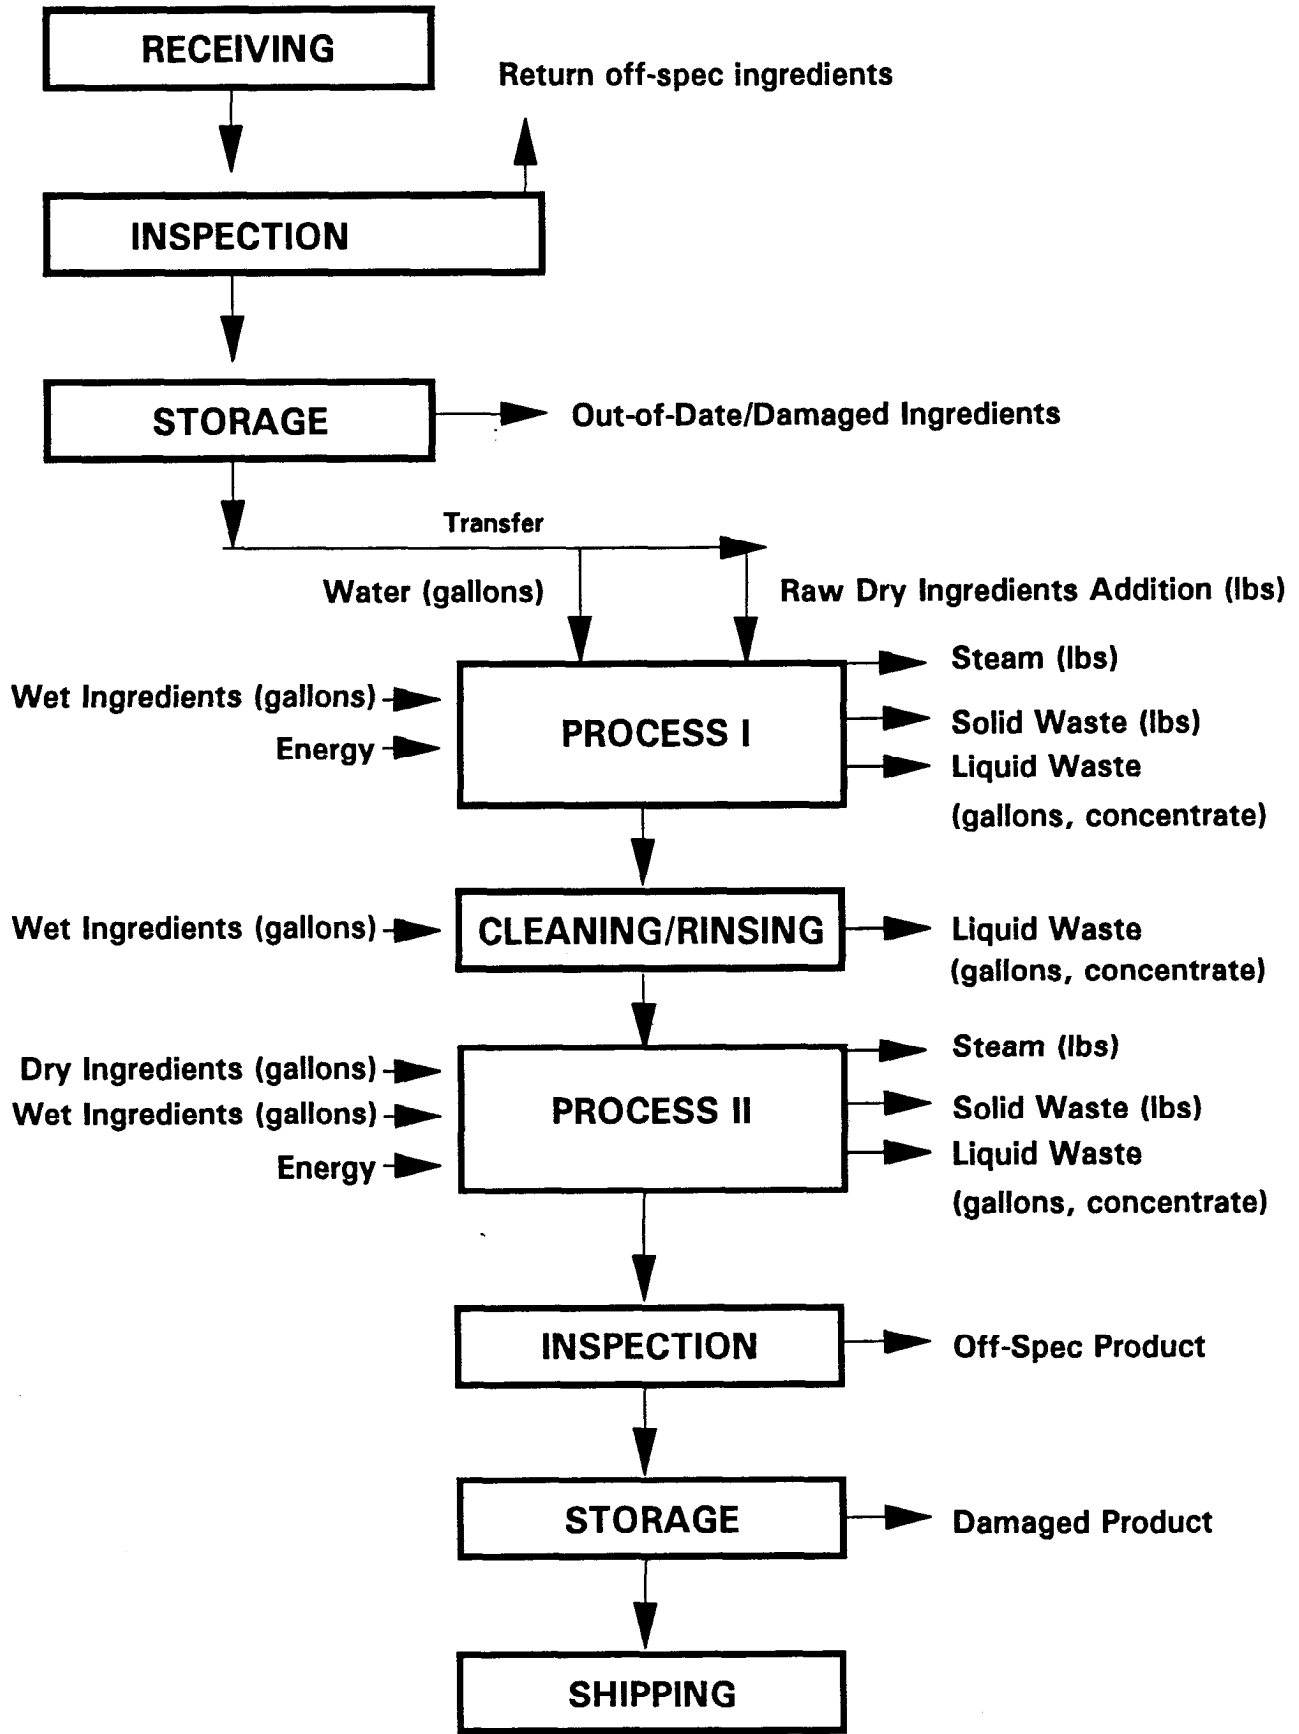 RECEIVING
Return off-spec ingredients
INSPECTION
STORAGE
Out-of-Date/Damaged Ingredients
Transfer
Water (gallons)
Raw Dry Ingredients Addition (lbs)
Steam (lbs)
Wet Ingredients (gallons)
Solid Waste (lbs)
PROCESS I
Energy
Liquid Waste
(gallons, concentrate)
Wet Ingredients (gallons)
CLEANING/RINSING
Liquid Waste
(gallons, concentrate)
Steam (lbs)
Dry Ingredients (gallons)
Wet Ingredients (gallons)
PROCESS II
Solid Waste (lbs)
Energy
Liquid Waste
(gallons, concentrate)
INSPECTION
Off-Spec Product
STORAGE
Damaged Product
SHIPPING